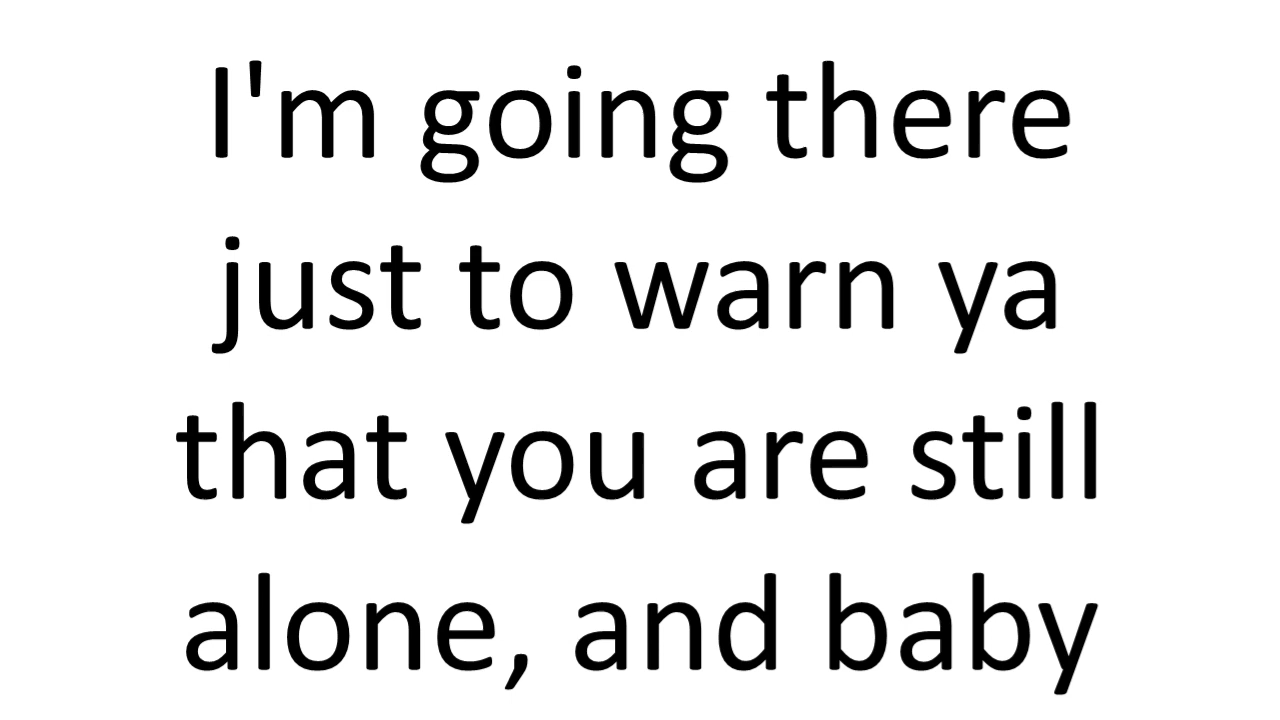 I'm going there
just to warn ya
that you are still
alone, and baby